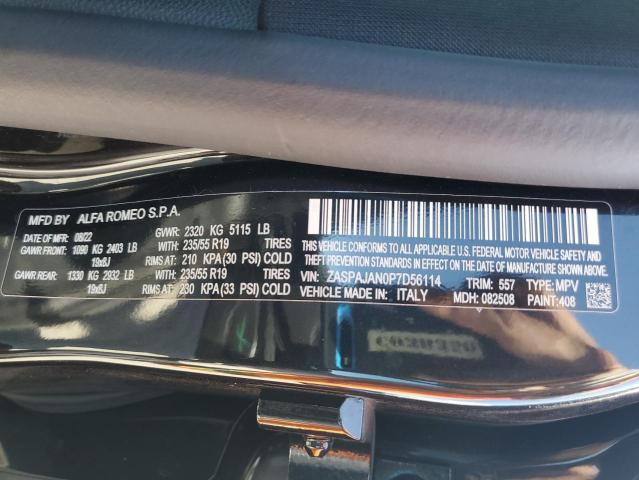 MFD BY ALFA ROMEO S.P.A.
DATE OF MFG: 08/22 GVWR: 2320 KG 5115 LB
GAWR FRONT: 1090 KG 2403 LB WITH: 235/55 R19 TIRES
19x8J RIMS AT: 210 KPA (30 PSI) COLD
GAWR REAR: 1330 KG 2932 LB WITH: 235/55 R19 TIRES
19x8J RIMS AT: 230 KPA (33 PSI) COLD
THIS VEHICLE CONFORMS TO ALL APPLICABLE U.S. FEDERAL MOTOR VEHICLE SAFETY AND
THEFT PREVENTION STANDARDS IN EFFECT ON THE DATE OF MANUFACTURE SHOWN ABOVE.
VIN: ZASPAJAN0P7D56114 TRIM: 557 TYPE: MPV
VEHICLE MADE IN: ITALY MDH: 082508 PAINT: 408